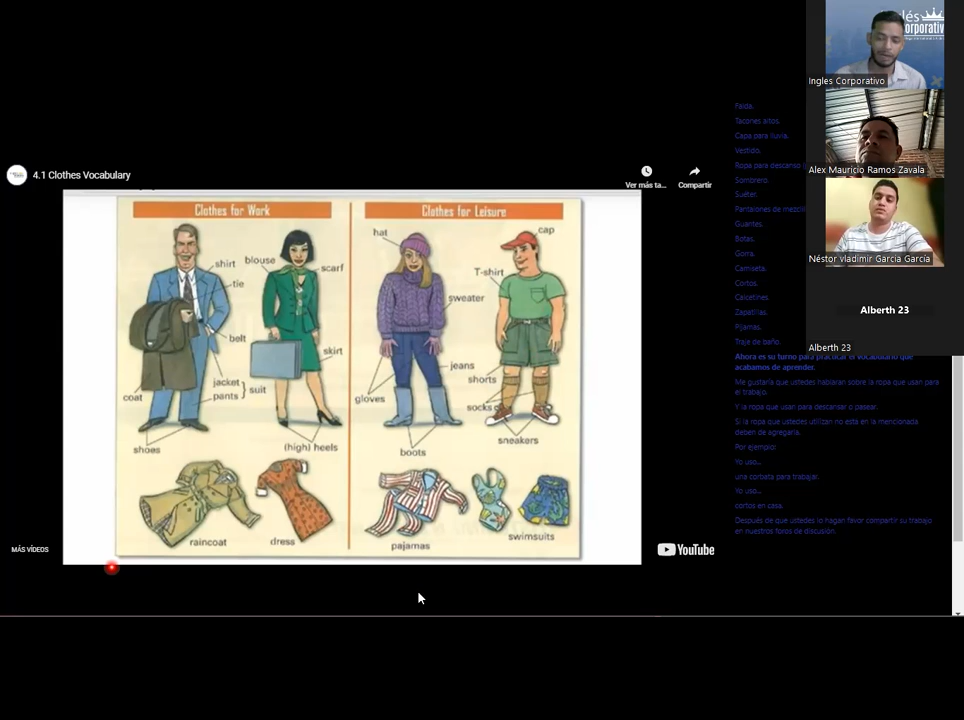 4.1 Clothes Vocabulary
Ver más ta...
Compartir
Clothes for Work
Clothes for Leisure
shirt
blouse
scarf
tie
belt
skirt
jacket
pants
suit
coat
shoes
(high) heels
raincoat
dress
hat
cap
T-shirt
sweater
jeans
shorts
gloves
socks
boots
sneakers
pajamas
swimsuits
MÁS VÍDEOS
YouTube
Falda.
Tacones altos.
Capa para lluvia.
Vestido.
Ropa para descanso
Sombrero.
Suéter.
Pantalones de
Guantes.
Botas.
Gorra.
Camiseta.
Cortos.
Calcetines.
Zapatillas.
Pijamas.
Traje de baño.
Ahora es su turno para practicar el vocabulario que
acabamos de aprender.
Me gustaría que ustedes hablaran sobre la ropa que usan para
el trabajo.
Y la ropa que usan para descansar o pasear.
Si la ropa que ustedes utilizan no esta en la mencionada
deben de agregarla.
Por ejemplo:
Yo uso...
una corbata para trabajar.
Yo uso...
cortos en casa.
Después de que ustedes lo hagan favor compartir su trabajo
en nuestros foros de discusión.
Ingles Corporativo
Alex Mauricio Ramos Zavala
Néstor vladimir Garcia García
Alberth 23
Alberth 23